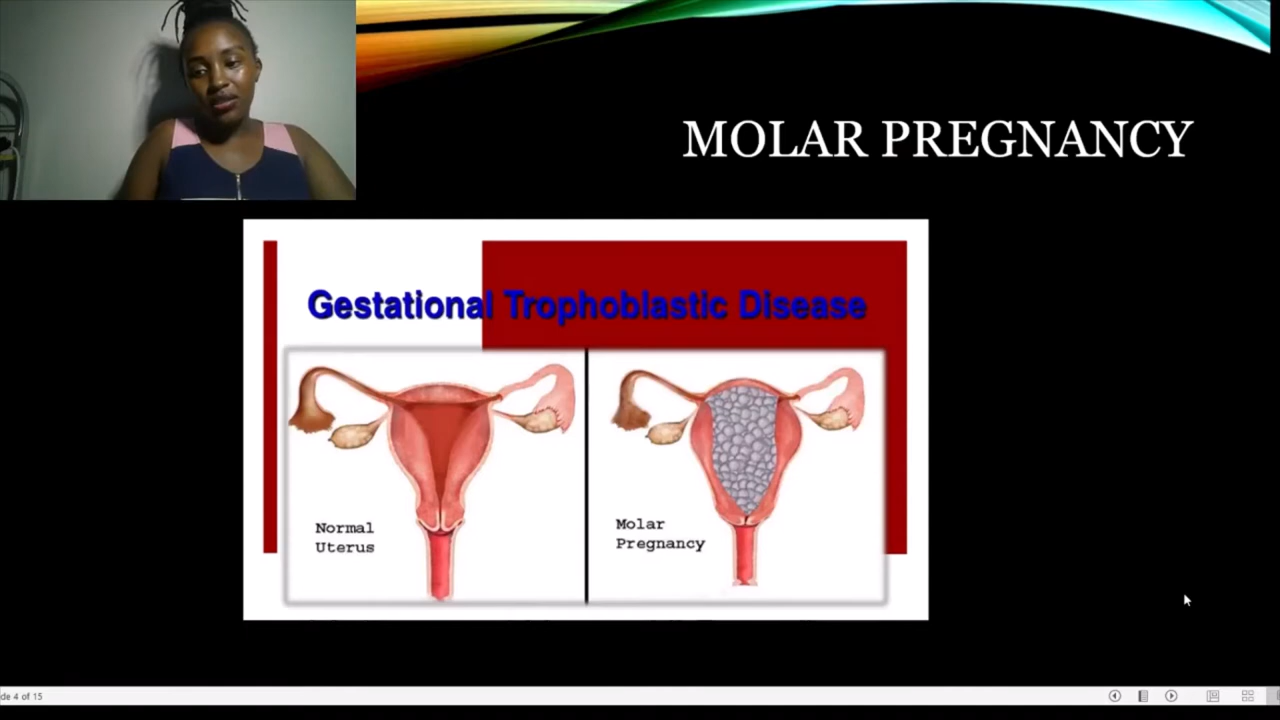 MOLAR PREGNANCY
Gestational Trophoblastic Disease
Normal
Uterus
Molar
Pregnancy
de 4 of 15